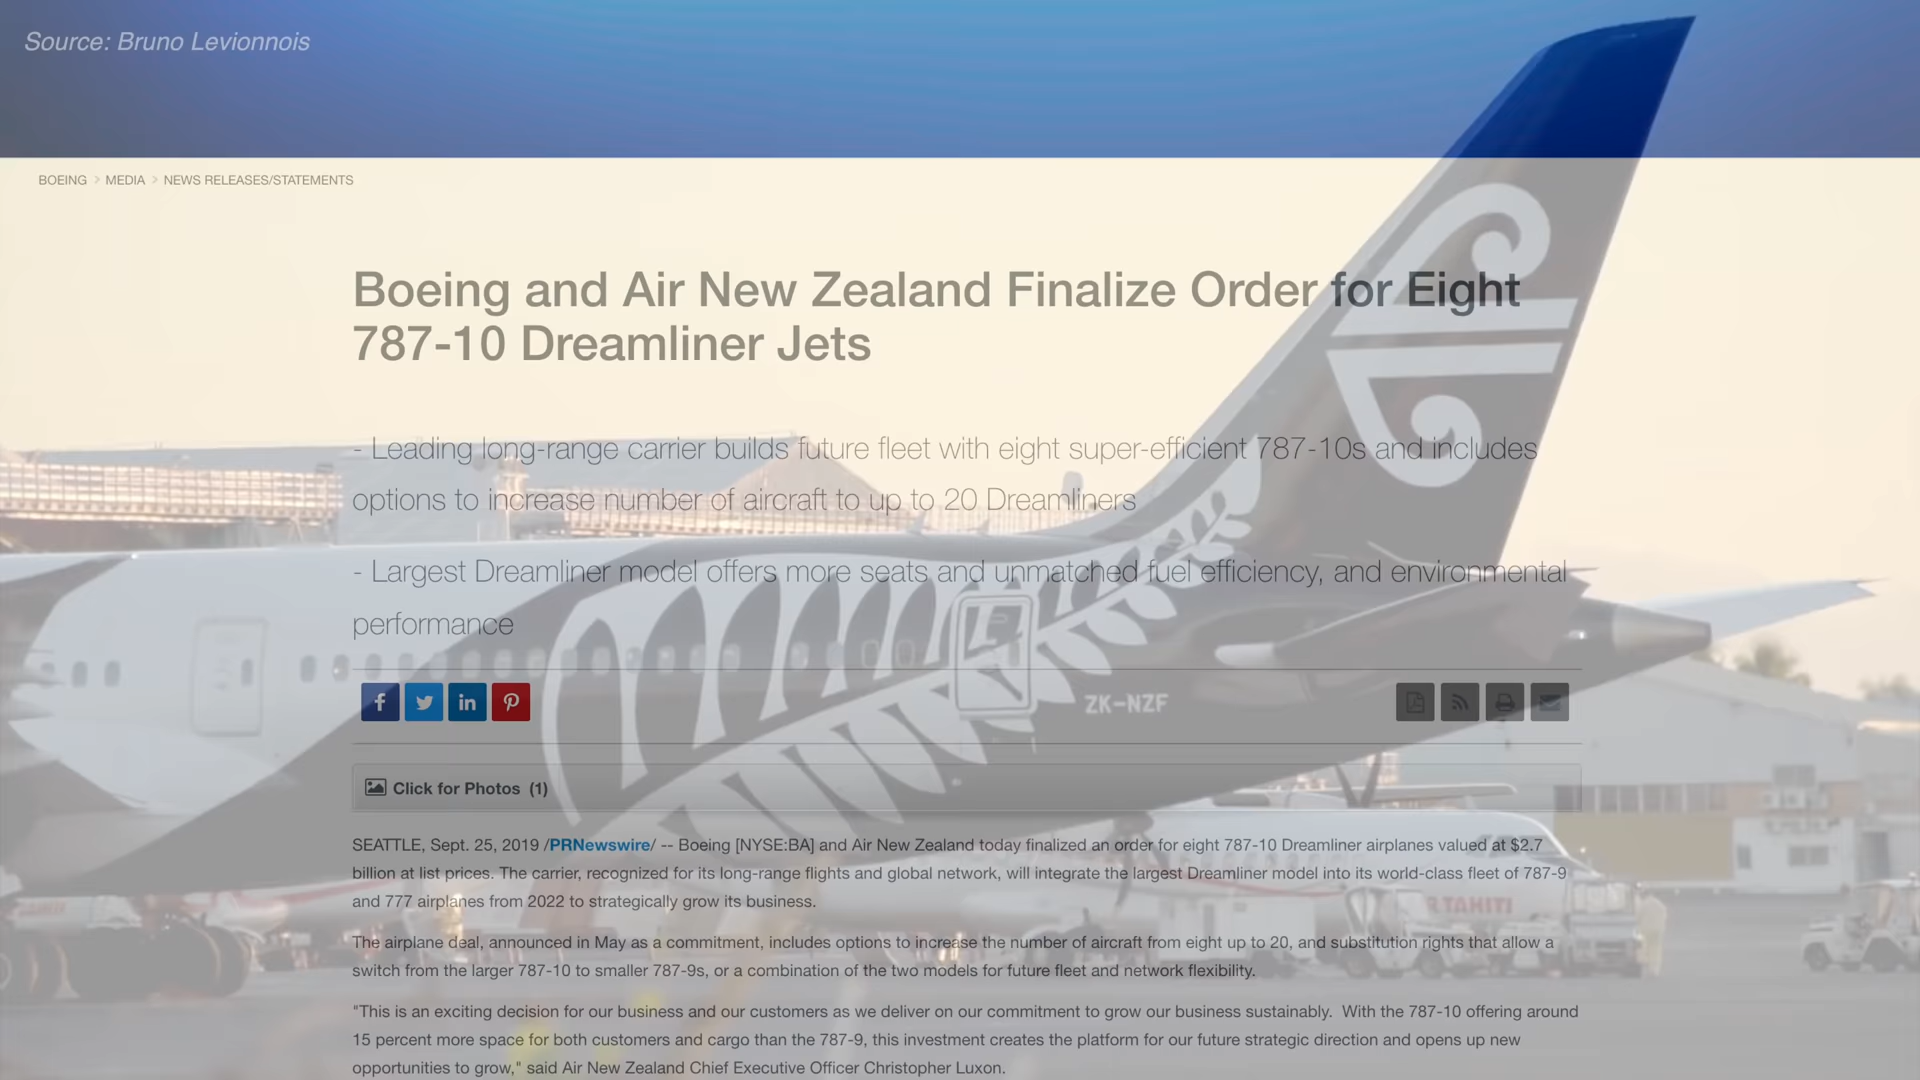 Source: Bruno Levionnois
BOEING > MEDIA > NEWS RELEASES/STATEMENTS
Boeing and Air New Zealand Finalize Order for Eight
787-10 Dreamliner Jets
- Leading long-range carrier builds future fleet with eight super-efficient 787-10s and includes
options to increase number of aircraft to up to 20 Dreamliners
- Largest Dreamliner model offers more seats and unmatched fuel efficiency, and environmental
performance
ZK-NZF
Click for Photos (1)
SEATTLE, Sept. 25, 2019 /PRNewswire/ -- Boeing [NYSE:BA] and Air New Zealand today finalized an order for eight 787-10 Dreamliner airplanes valued at $2.7
billion at list prices. The carrier, recognized for its long-range flights and global network, will integrate the largest Dreamliner model into its world-class fleet of 787-9
and 777 airplanes from 2022 to strategically grow its business.
TAHITI
The airplane deal, announced in May as a commitment, includes options to increase the number of aircraft from eight up to 20, and substitution rights that allow a
switch from the larger 787-10 to smaller 787-9s, or a combination of the two models for future fleet and network flexibility.
"This is an exciting decision for our business and our customers as we deliver on our commitment to grow our business sustainably. With the 787-10 offering around
15 percent more space for both customers and cargo than the 787-9, this investment creates the platform for our future strategic direction and opens up new
opportunities to grow," said Air New Zealand Chief Executive Officer Christopher Luxon.